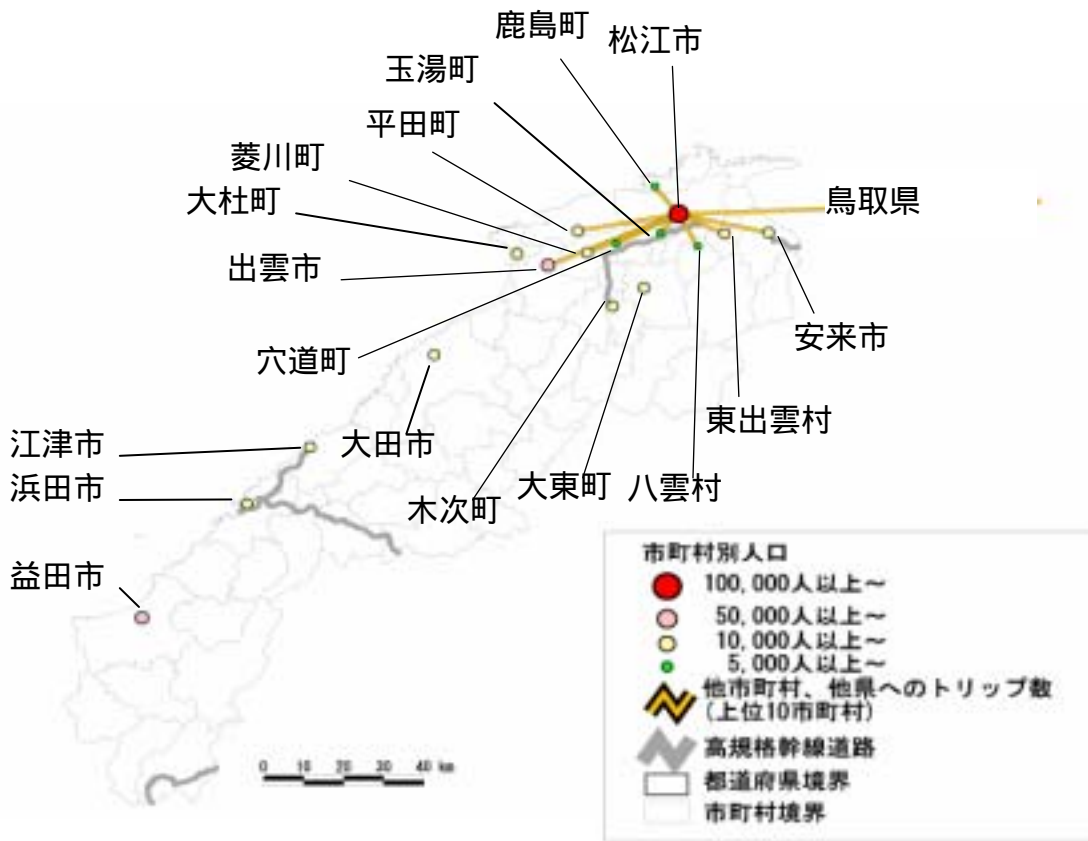 鹿島町
松江市
玉湯町
平田町
菱川町
大杜町
鳥取県
出雲市
安来市
穴道町
東出雲村
江津市
大田市
大東町
八雲村
浜田市
木次町
益田市
市町村別人口
100,000人以上～
50,000人以上～
10,000人以上～
5,000人以上～
他市町村、他県へのトリップ数
(上位10市町村)
高規格幹線道路
都道府県境界
市町村境界
0 10 20 30 40 km